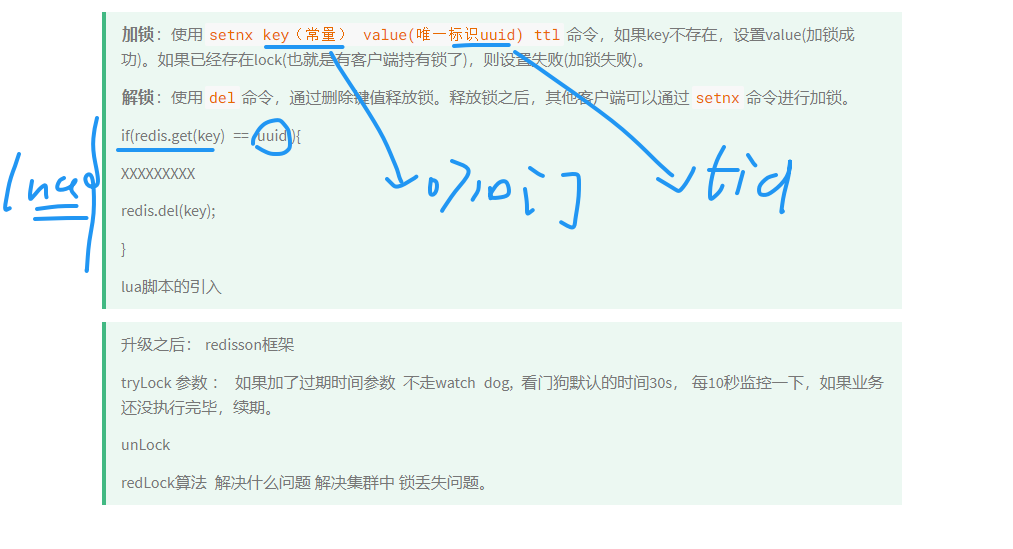 加锁：使用 setnx key（常量） value(唯一标识uuid) ttl 命令，如果key不存在，设置value(加锁成
功)。如果已经存在lock(也就是有客户端持有锁了)，则设置失败(加锁失败)。
解锁：使用 del 命令，通过删除键值释放锁。释放锁之后，其他客户端可以通过 setnx 命令进行加锁。
if(redis.get(key) == uuid){
XXXXXXXXX
redis.del(key);
}
lua脚本的引入
tid
升级之后： redisson框架
tryLock 参数： 如果加了过期时间参数 不走watch dog, 看门狗默认的时间30s， 每10秒监控一下，如果业务
还没执行完毕，续期。
unLock
redLock算法 解决什么问题 解决集群中 锁丢失问题。